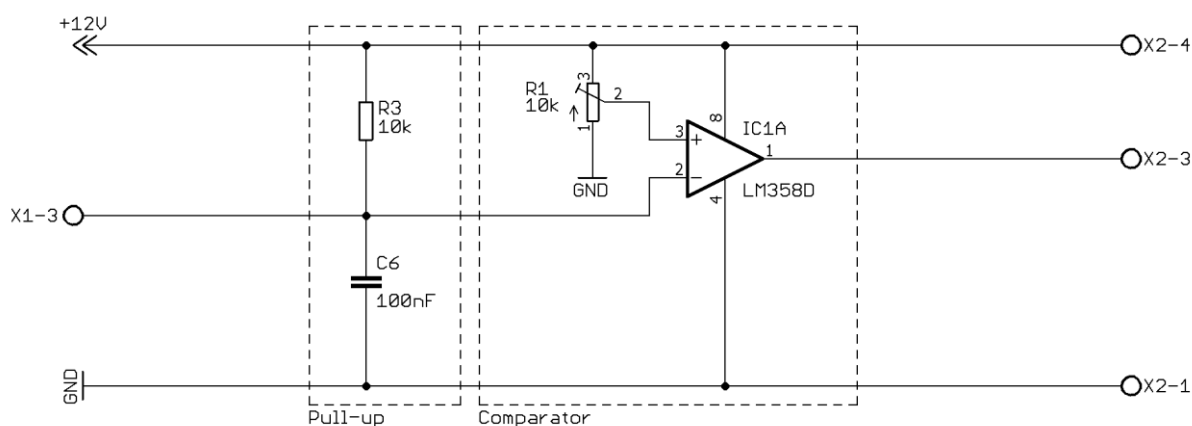 +12V
X2-4
R3
10k
R1
10k
3
2
1
3
+
2
−
8
IC1A
1
X2-3
LM358D
4
GND
X1-3
C6
100nF
GND
X2-1
Pull-up
Comparator